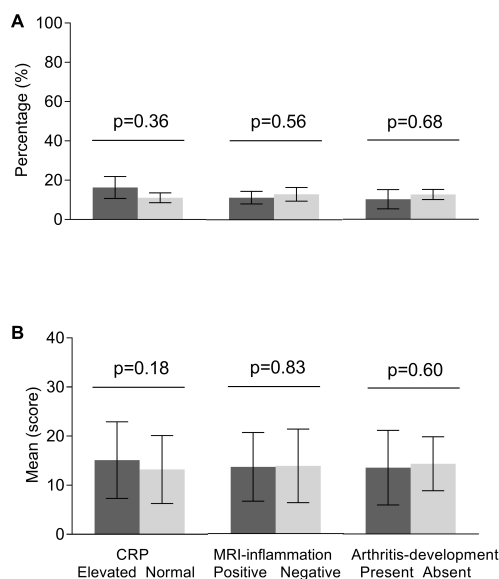 A
Percentage (%)
100
80
60
40
20
0
p=0.36
p=0.56
p=0.68
B
Mean (score)
40
30
20
10
0
p=0.18
p=0.83
p=0.60
CRP
Elevated Normal
MRI-inflammation
Positive Negative
Arthritis-development
Present Absent